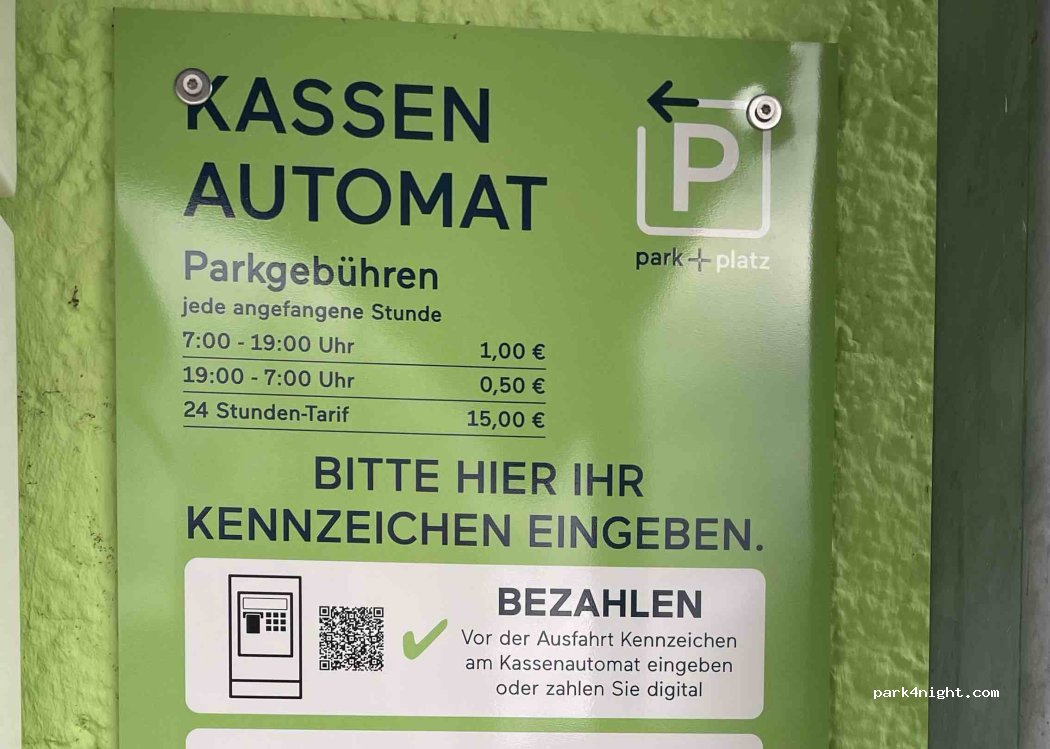 KASSEN
AUTOMAT
P
park+platz
Parkgebühren
jede angefangene Stunde
7:00 - 19:00 Uhr 1,00 €
19:00 - 7:00 Uhr 0,50 €
24 Stunden-Tarif 15,00 €
BITTE HIER IHR
KENNZEICHEN EINGEBEN.
BEZAHLEN
Vor der Ausfahrt Kennzeichen
am Kassenautomat eingeben
oder zahlen Sie digital
park4night.com